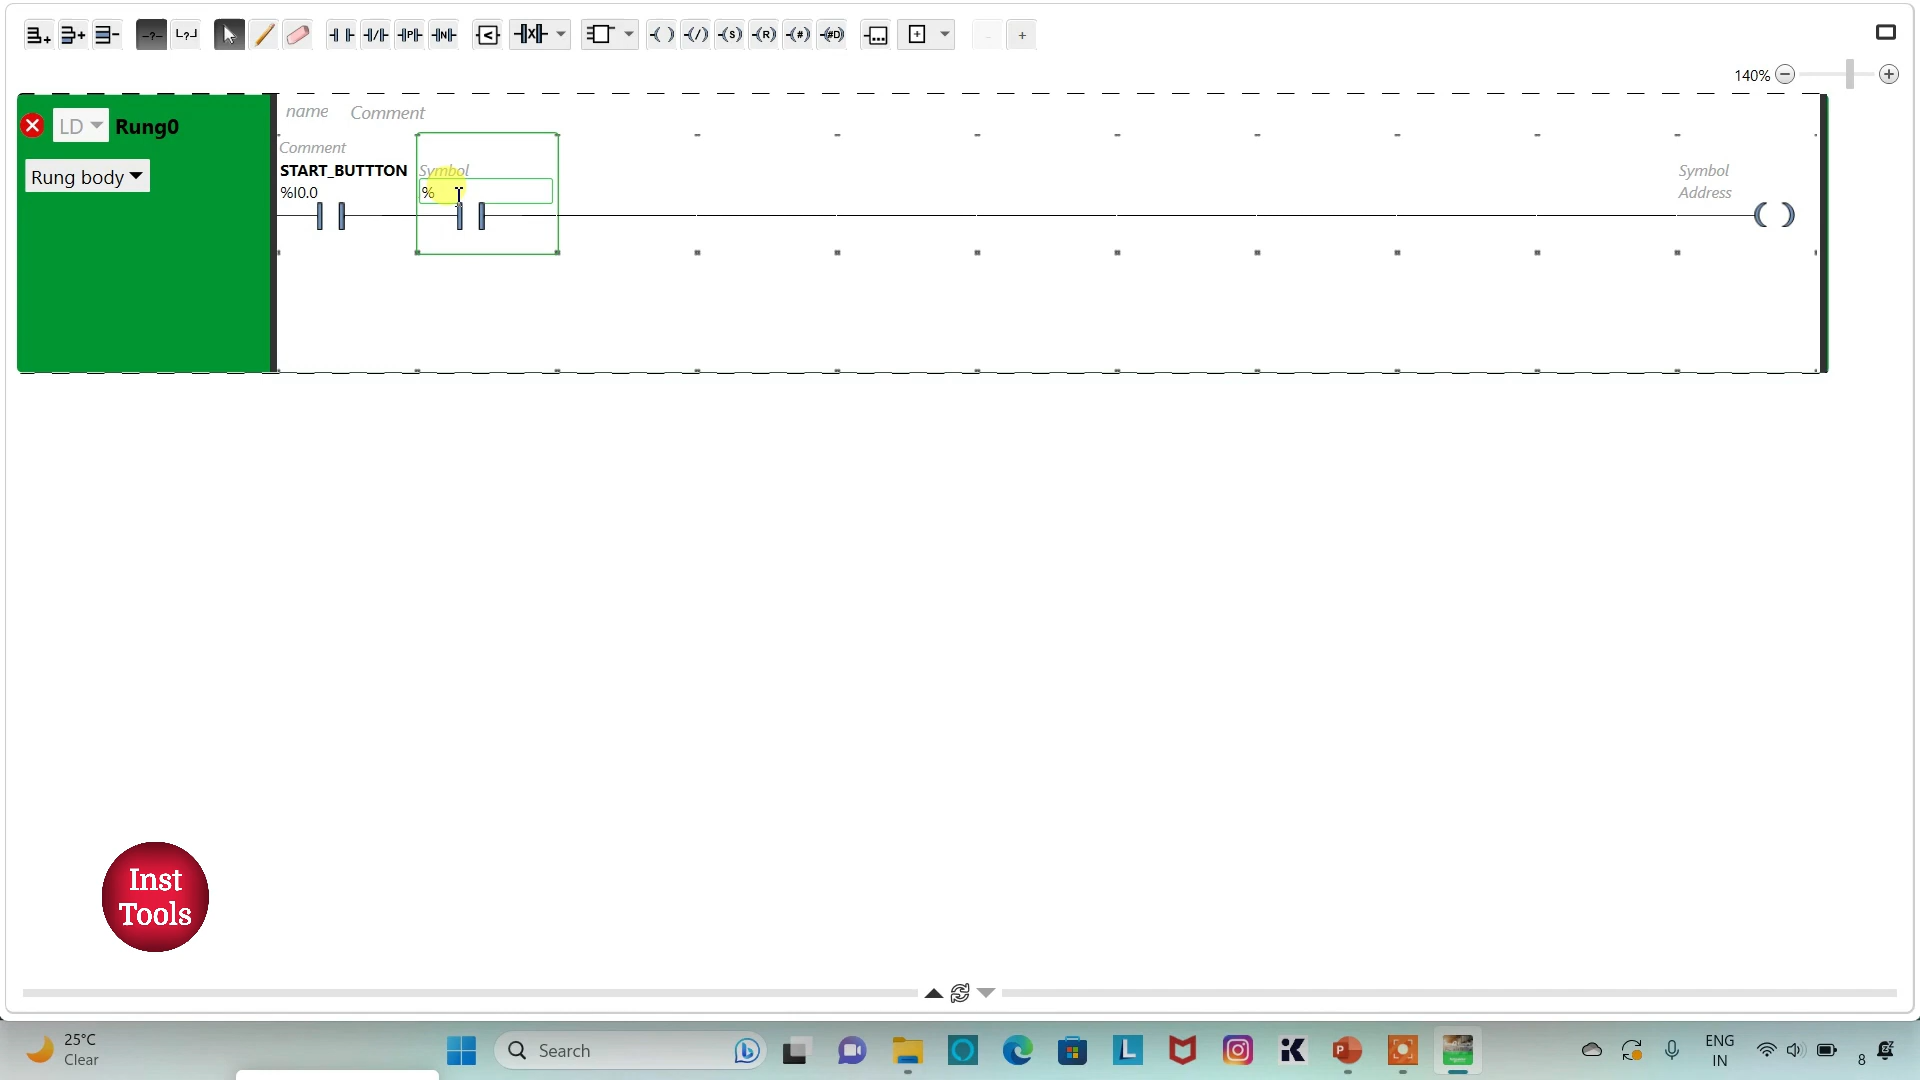 140%
LD Rung0
Rung body
name Comment
Comment
START_BUTTTON
%I0.0
Symbol
%
Symbol
Address
Inst
Tools
25°C
Clear
Search
ENG
IN
8